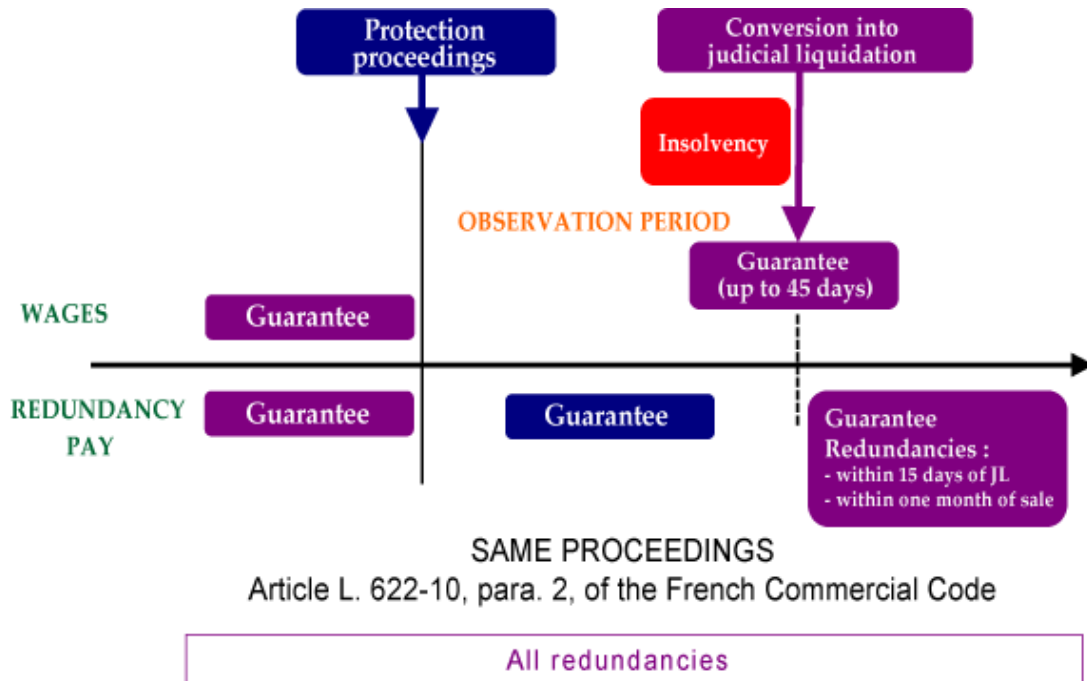 Protection
proceedings
Conversion into
judicial liquidation
Insolvency
OBSERVATION PERIOD
Guarantee
(up to 45 days)
WAGES
Guarantee
REDUNDANCY
PAY
Guarantee
Guarantee
Guarantee
Redundancies :
- within 15 days of JL
- within one month of sale
SAME PROCEEDINGS
Article L. 622-10, para. 2, of the French Commercial Code
All redundancies